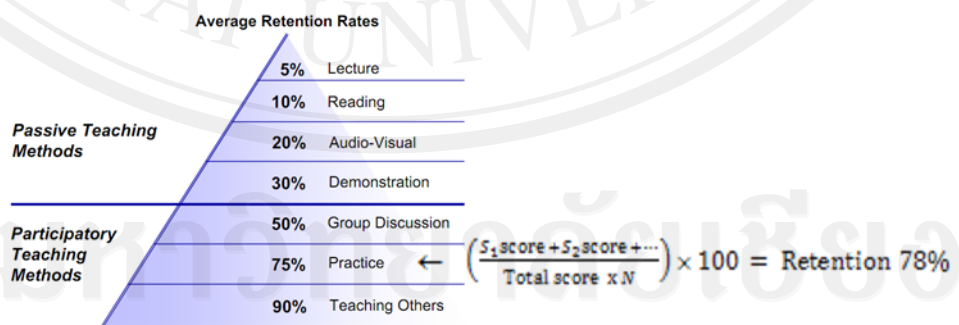 Average Retention Rates
5% Lecture
10% Reading
Passive Teaching
Methods
20% Audio-Visual
30% Demonstration
Participatory
Teaching
Methods
50% Group Discussion
75% Practice ← (S₁score + S₂score + ⋯ / Total score x N) × 100 = Retention 78%
90% Teaching Others